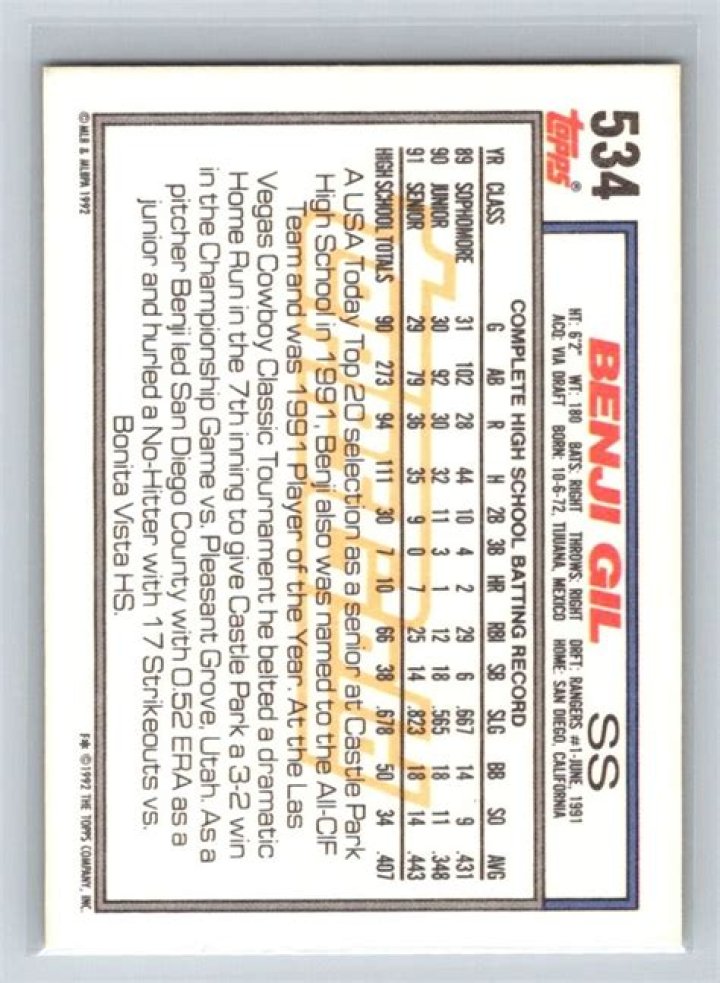 534
Topps®
BENJI GIL SS
HT: 6'2" WT: 180 BATS: RIGHT THROWS: RIGHT DRFT: RANGERS #1-JUNE, 1991
ACQ: VIA DRAFT BORN: 10-6-72, TIJUANA, MEXICO HOME: SAN DIEGO, CALIFORNIA
COMPLETE HIGH SCHOOL BATTING RECORD
YR CLASS G AB R H 2B 3B HR RBI SB SLG BB SO AVG
89 SOPHOMORE 31 102 28 44 10 4 2 29 6 .667 14 9 .431
90 JUNIOR 30 92 30 32 11 3 1 12 18 .565 18 11 .348
91 SENIOR 29 79 36 35 9 0 7 25 14 .823 18 14 .443
HIGH SCHOOL TOTALS 90 273 94 111 30 7 10 66 38 .678 50 34 .407
A USA Today Top 20 selection as a senior at Castle Park
High School in 1991, Benji also was named to the All-CIF
Team and was 1991 Player of the Year. At the Las
Vegas Cowboy Classic Tournament he belted a dramatic
Home Run in the 7th inning to give Castle Park a 3-2 win
in the Championship Game vs. Pleasant Grove, Utah. As a
pitcher Benji led San Diego County with 0.52 ERA as a
junior and hurled a No-Hitter with 17 Strikeouts vs.
Bonita Vista HS.
© MLB & MLBPA 1992
F* ©1992 THE TOPPS COMPANY, INC.